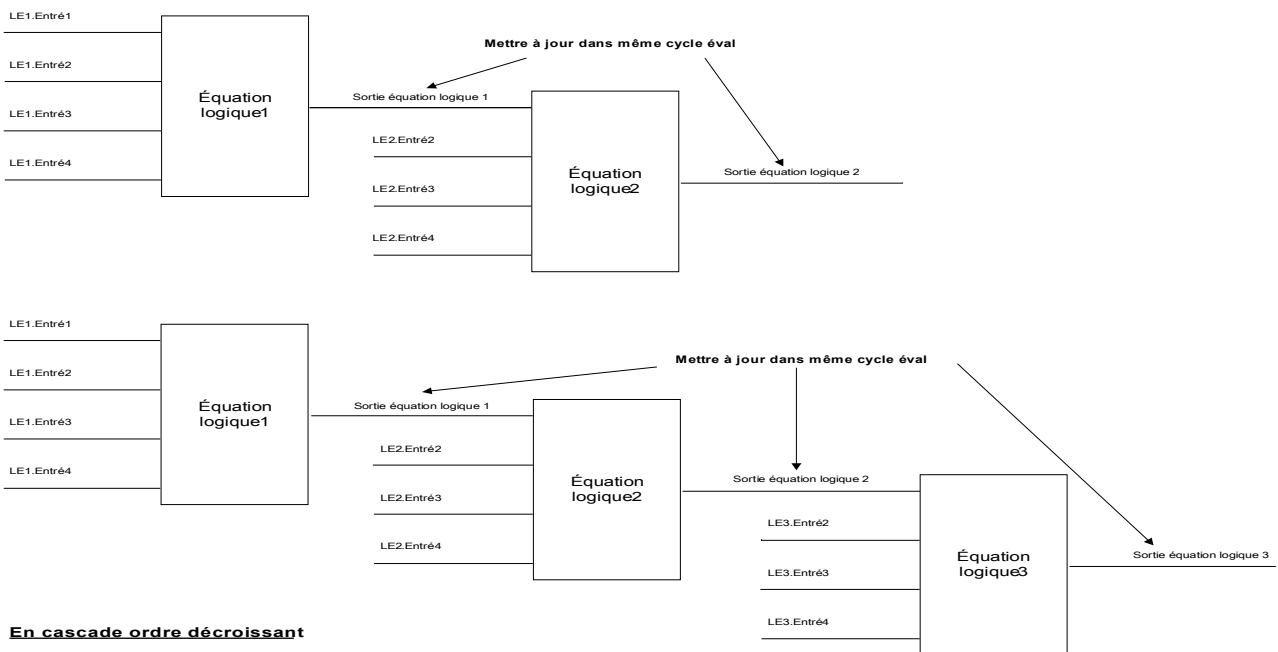 LE1.Entré1
Mettre à jour dans même cycle éval
LE1.Entré2
Équation
logique1
Sortie équation logique 1
LE1.Entré3
LE2.Entré2
LE1.Entré4
Équation
logique2
Sortie équation logique 2
LE2.Entré3
LE2.Entré4
LE1.Entré1
Mettre à jour dans même cycle éval
LE1.Entré2
Équation
logique1
Sortie équation logique 1
LE1.Entré3
LE2.Entré2
LE1.Entré4
Équation
logique2
Sortie équation logique 2
LE2.Entré3
LE3.Entré2
LE2.Entré4
Équation
logique3
Sortie équation logique 3
LE3.Entré3
LE3.Entré4
En cascade ordre décroissant